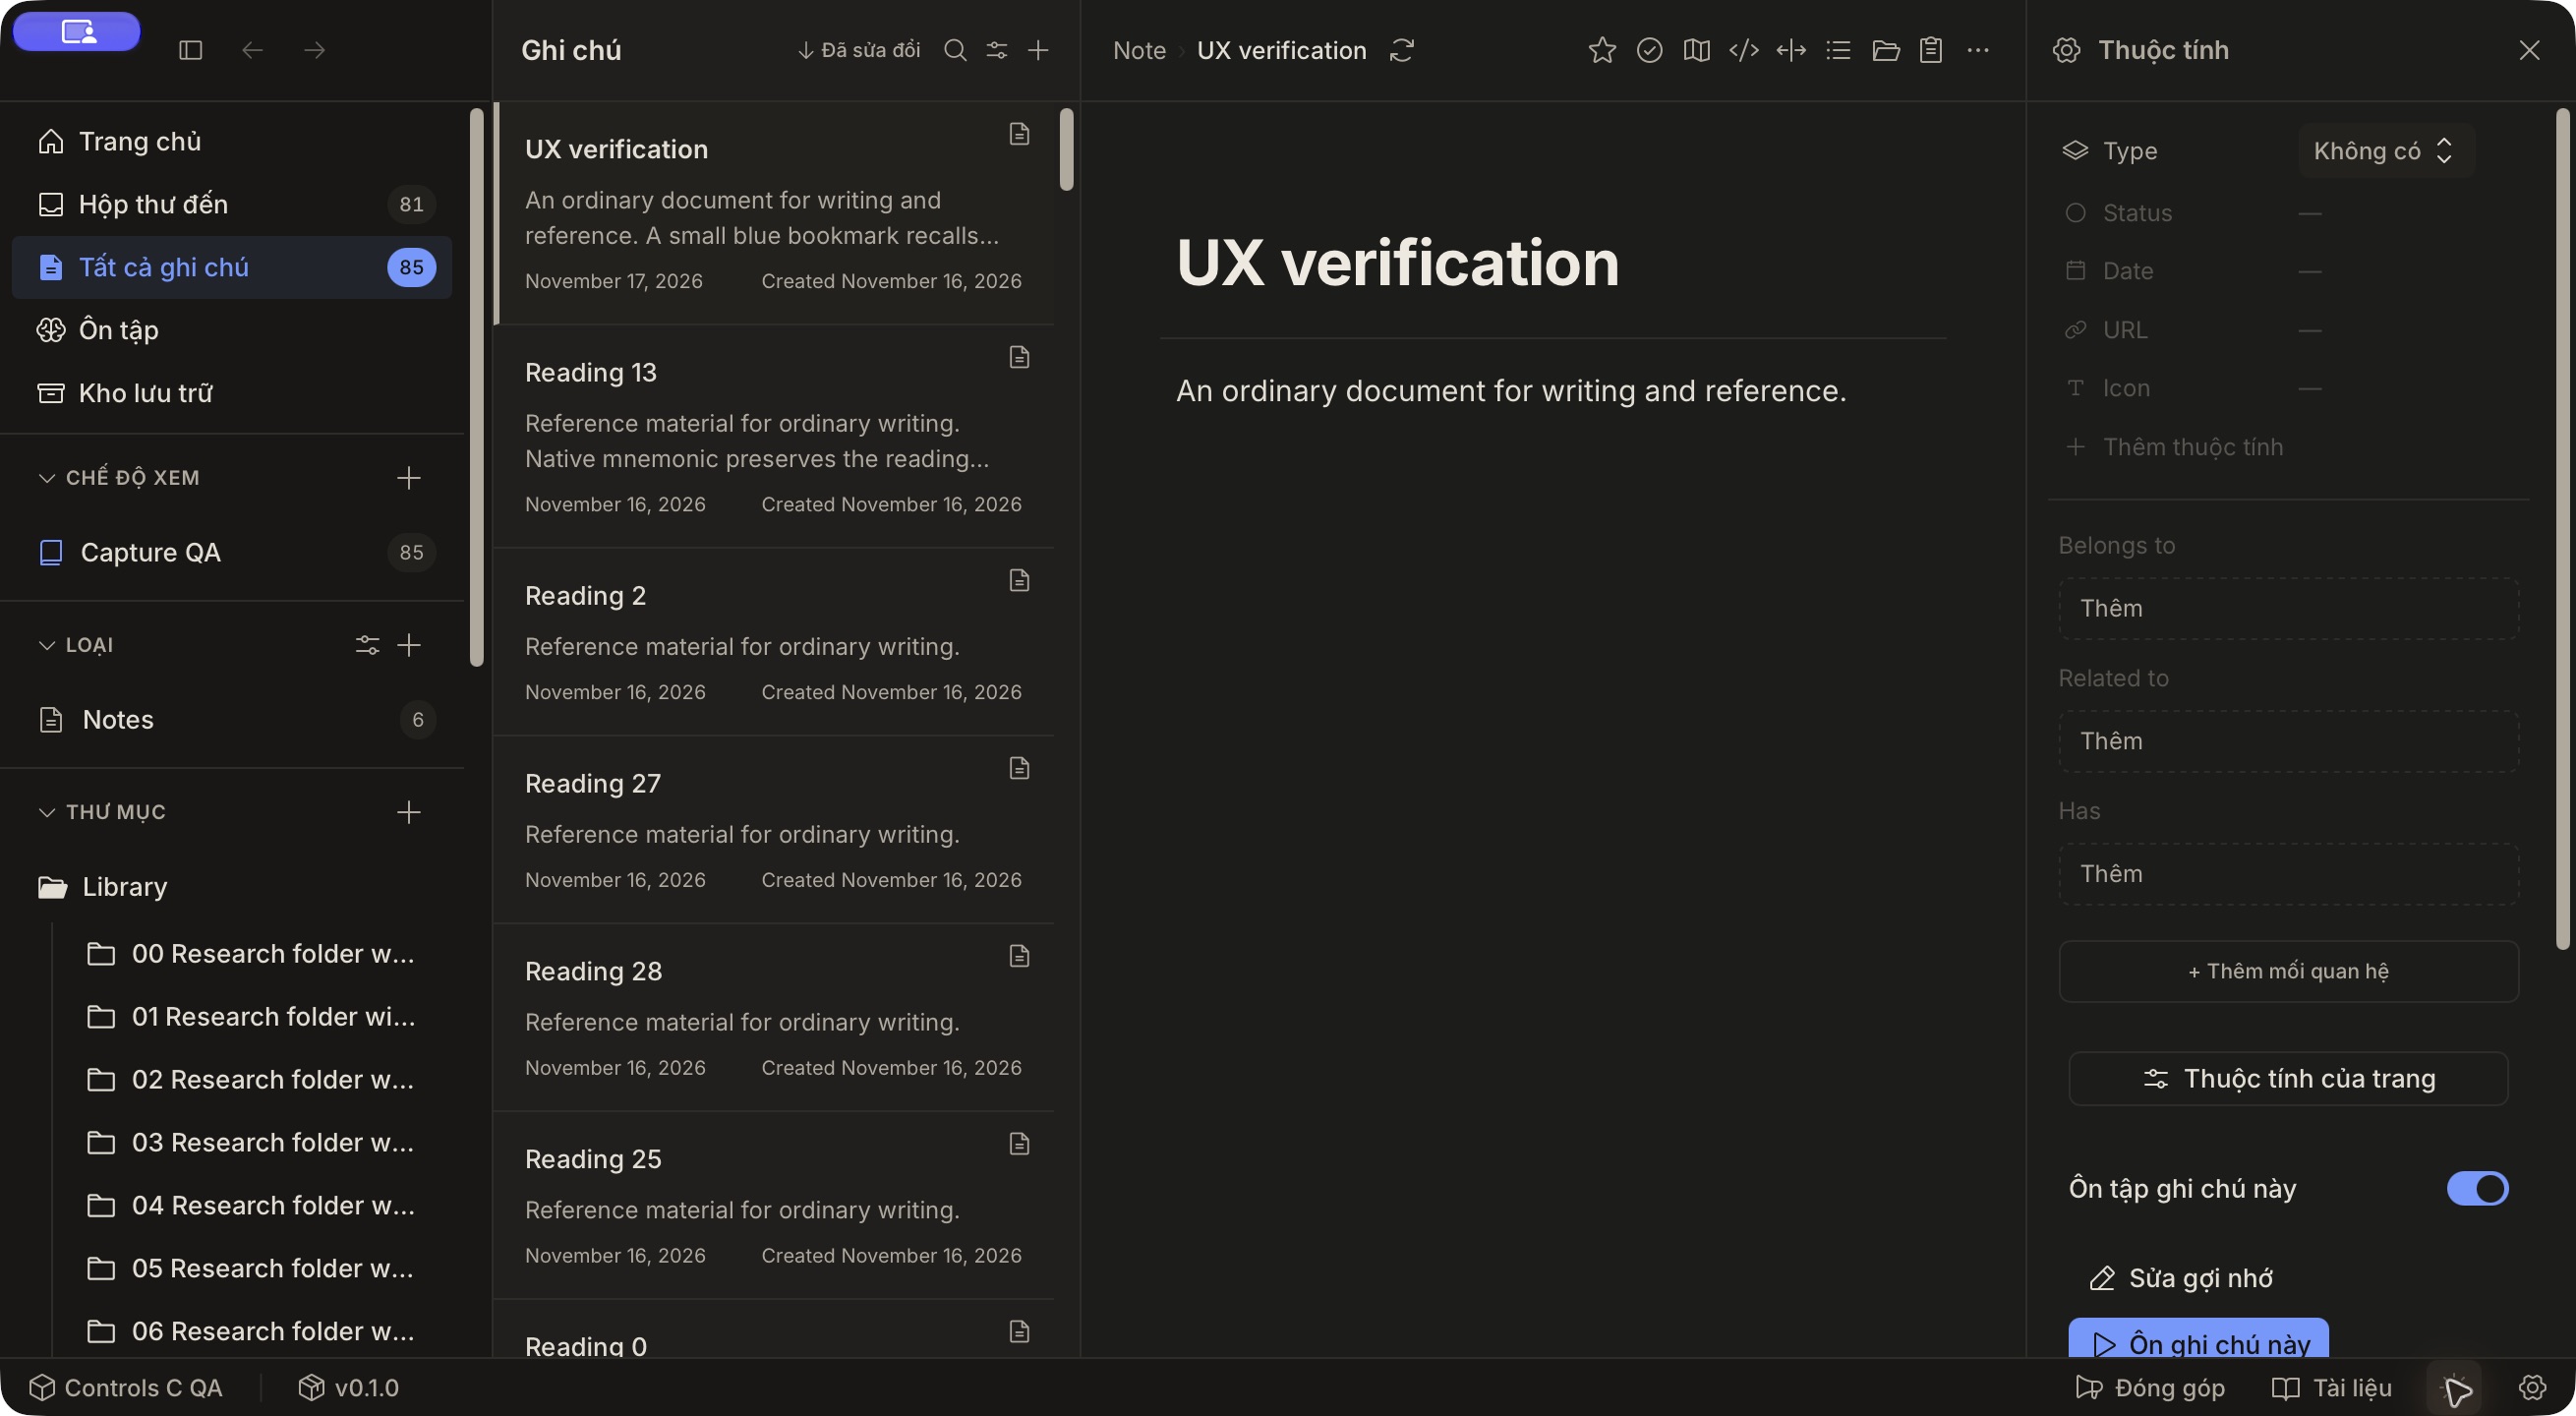 Trang chủ
Hộp thư đến 81
Tất cả ghi chú 85
Ôn tập
Kho lưu trữ
CHẾ ĐỘ XEM
Capture QA 85
LOẠI
Notes 6
THƯ MỤC
Library
00 Research folder w...
01 Research folder wi...
02 Research folder w...
03 Research folder w...
04 Research folder w...
05 Research folder w...
06 Research folder w...
Ghi chú Đã sửa đổi
UX verification
An ordinary document for writing and
reference. A small blue bookmark recalls...
November 17, 2026 Created November 16, 2026
Reading 13
Reference material for ordinary writing.
Native mnemonic preserves the reading...
November 16, 2026 Created November 16, 2026
Reading 2
Reference material for ordinary writing.
November 16, 2026 Created November 16, 2026
Reading 27
Reference material for ordinary writing.
November 16, 2026 Created November 16, 2026
Reading 28
Reference material for ordinary writing.
November 16, 2026 Created November 16, 2026
Reading 25
Reference material for ordinary writing.
November 16, 2026 Created November 16, 2026
Reading 0
Note › UX verification
UX verification
An ordinary document for writing and reference.
Thuộc tính
Type Không có
Status —
Date —
URL —
Icon —
Thêm thuộc tính
Belongs to
Thêm
Related to
Thêm
Has
Thêm
+ Thêm mối quan hệ
Thuộc tính của trang
Ôn tập ghi chú này
Sửa gợi nhớ
Ôn ghi chú này
Controls C QA v0.1.0 Đóng góp Tài liệu